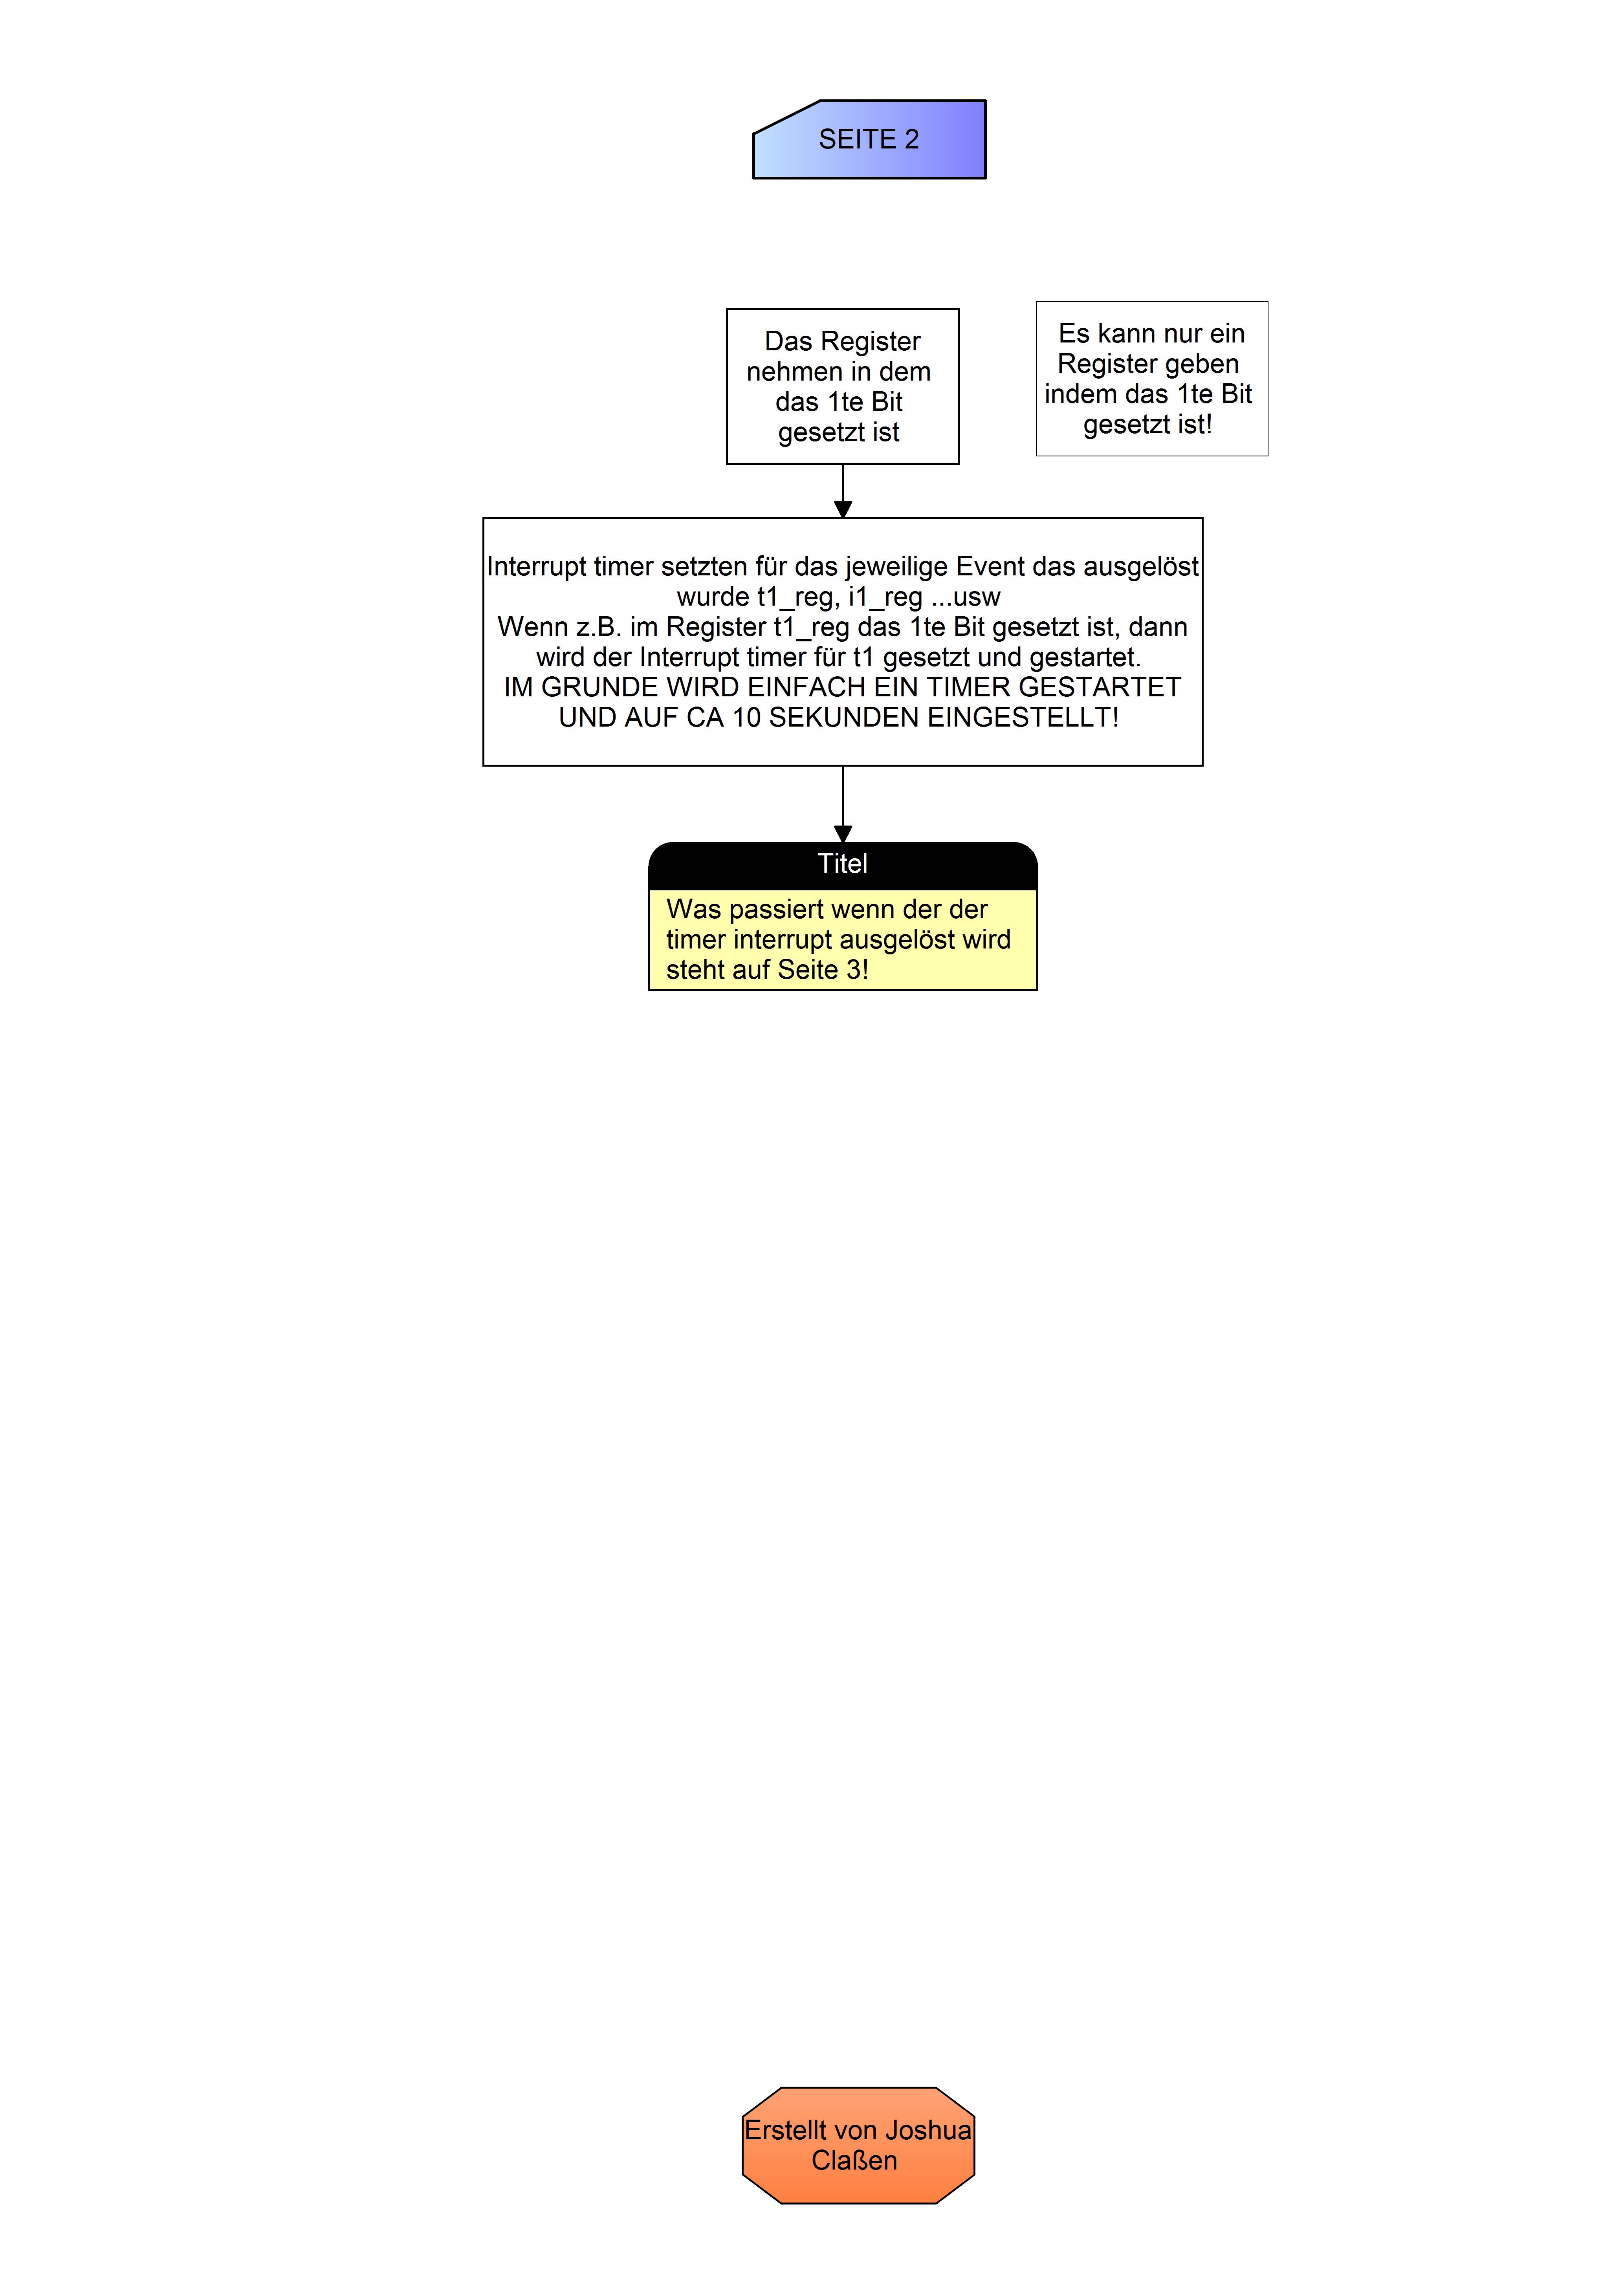 SEITE 2
Das Register
nehmen in dem
das 1te Bit
gesetzt ist
Es kann nur ein
Register geben
indem das 1te Bit
gesetzt ist!
Interrupt timer setzten für das jeweilige Event das ausgelöst
wurde t1_reg, i1_reg ...usw
Wenn z.B. im Register t1_reg das 1te Bit gesetzt ist, dann
wird der Interrupt timer für t1 gesetzt und gestartet.
IM GRUNDE WIRD EINFACH EIN TIMER GESTARTET
UND AUF CA 10 SEKUNDEN EINGESTELLT!
Titel
Was passiert wenn der der
timer interrupt ausgelöst wird
steht auf Seite 3!
Erstellt von Joshua
Claßen